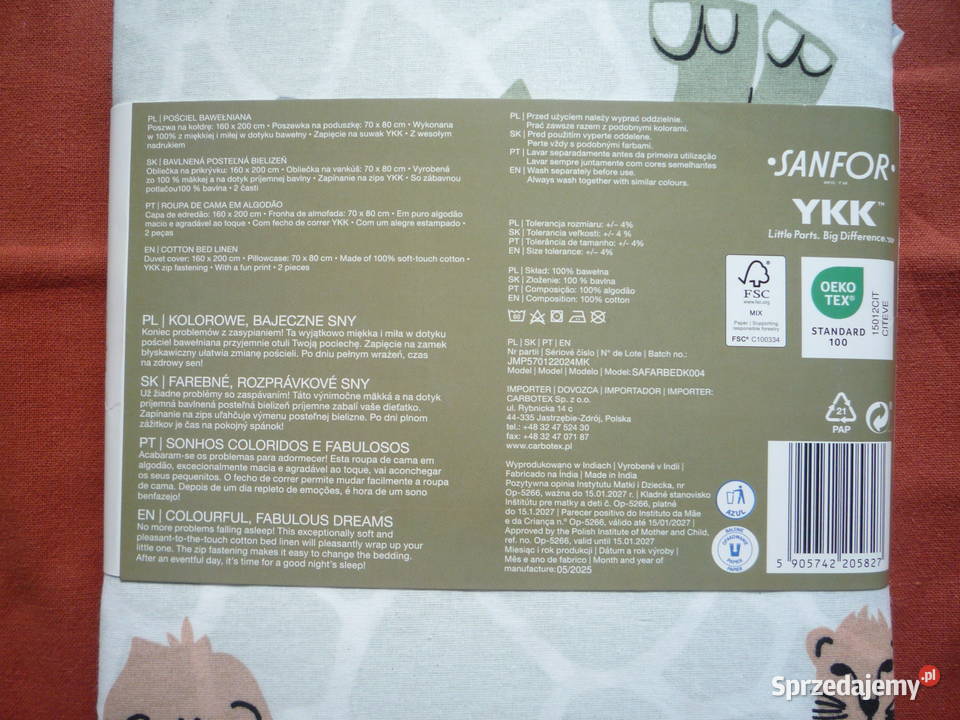 PL | POŚCIEL BAWEŁNIANA
Poszwa na kołdrę: 160 x 200 cm • Poszewka na poduszkę: 70 x 80 cm • Wykonana
w 100% z miękkiej i miłej w dotyku bawełny • Zapięcie na suwak YKK • Z wesołym
nadrukiem
SK | BAVLNENÁ POSTEĽNÁ BIELIZEŇ
Obliečka na prikrývku: 160 x 200 cm • Obliečka na vankúš: 70 x 80 cm • Vyrobená
zo 100 % mäkkej a na dotyk príjemnej bavlny • Zapínanie na zips YKK • So zábavnou
potlačou100 % bavlna • 2 časti
PT | ROUPA DE CAMA EM ALGODÃO
Capa de edredão: 160 x 200 cm • Fronha de almofada: 70 x 80 cm • Em puro algodão
macio e agradável ao toque • Com fecho de correr YKK • Com um alegre estampado •
2 peças
EN | COTTON BED LINEN
Duvet cover: 160 x 200 cm • Pillowcase: 70 x 80 cm • Made of 100% soft-touch cotton •
YKK zip fastening • With a fun print • 2 pieces
PL | KOLOROWE, BAJECZNE SNY
Koniec problemów z zasypianiem! Ta wyjątkowo miękka i miła w dotyku
pościel bawełniana przyjemnie otuli Twoją pociechę. Zapięcie na zamek
błyskawiczny ułatwia zmianę pościeli. Po dniu pełnym wrażeń, czas
na zdrowy sen!
SK | FAREBNÉ, ROZPRÁVKOVÉ SNY
Už žiadne problémy so zaspávaním! Táto výnimočne mäkká a na dotyk
príjemná bavlnená posteľná bielizeň príjemne zabalí vaše dieťatko.
Zapínanie na zips uľahčuje výmenu posteľnej bielizne. Po dni plnom
zážitkov je čas na pokojný spánok!
PT | SONHOS COLORIDOS E FABULOSOS
Acabaram-se os problemas para adormecer! Esta roupa de cama em
algodão, excecionalmente macia e agradável ao toque, vai aconchegar
os seus pequenitos. O fecho de correr permite mudar facilmente a roupa
de cama. Depois de um dia repleto de emoções, é hora de um sono
benfazejo!
EN | COLOURFUL, FABULOUS DREAMS
No more problems falling asleep! This exceptionally soft and
pleasant-to-the-touch cotton bed linen will pleasantly wrap up your
little one. The zip fastening makes it easy to change the bedding.
After an eventful day, it's time for a good night's sleep!
PL | Przed użyciem należy wyprać oddzielnie.
Prać zawsze razem z podobnymi kolorami.
SK | Pred použitím vyperte oddelene.
Perte vždy s podobnými farbami.
PT | Lavar separadamente antes da primeira utilização
Lavar sempre juntamente com cores semelhantes
EN | Wash separately before use.
Always wash together with similar colours.
PL | Tolerancja rozmiaru: +/- 4%
SK | Tolerancia veľkosti: +/- 4 %
PT | Tolerância de tamanho: +/- 4%
EN | Size tolerance: +/- 4%
PL | Skład: 100% bawełna
SK | Zloženie: 100 % bavlna
PT | Composição: 100% algodão
EN | Composition: 100% cotton
PL | SK | PT | EN
Nr partii | Sériové číslo | N° de Lote | Batch no.:
JMP570122024MK
Model | Model | Modelo | Model: SAFARBEDK004
IMPORTER | DOVOZCA | IMPORTADOR | IMPORTER:
CARBOTEX sp. z o.o.
ul. Rybnicka 14 c
44-335 Jastrzębie-Zdrój, Polska
tel.: +48 32 47 524 30
fax: +48 32 47 071 87
www.carbotex.pl
Wyprodukowano w Indiach | Vyrobené v Indii |
Fabricado na Índia | Made in India
Pozytywna opinia Instytutu Matki i Dziecka, nr
Op-5266, ważna do 15.01.2027 r. | Kladné stanovisko
Inštitútu matky a dieťaťa č. Op-5266, platné
do 15.1.2027 | Parecer positivo do Instituto da Mãe
e da Criança n.° Op-5266, válido até 15/01/2027 |
Approved by the Polish Institute of Mother and Child,
ref. no. Op-5266, valid until 15.01.2027
Miesiąc i rok produkcji | Dátum a rok výroby |
Mês e ano de fabrico | Month and year of
manufacture: 05/2025
•SANFOR•
YKK™
Little Parts. Big Difference.
FSC
www.fsc.org
MIX
Paper | Supporting
responsible forestry
FSC® C100334
OEKO
TEX®
STANDARD
100
15012CIT
CITEVE
21
PAP
AZUL
5 905742 205827
Sprzedajemy.pl